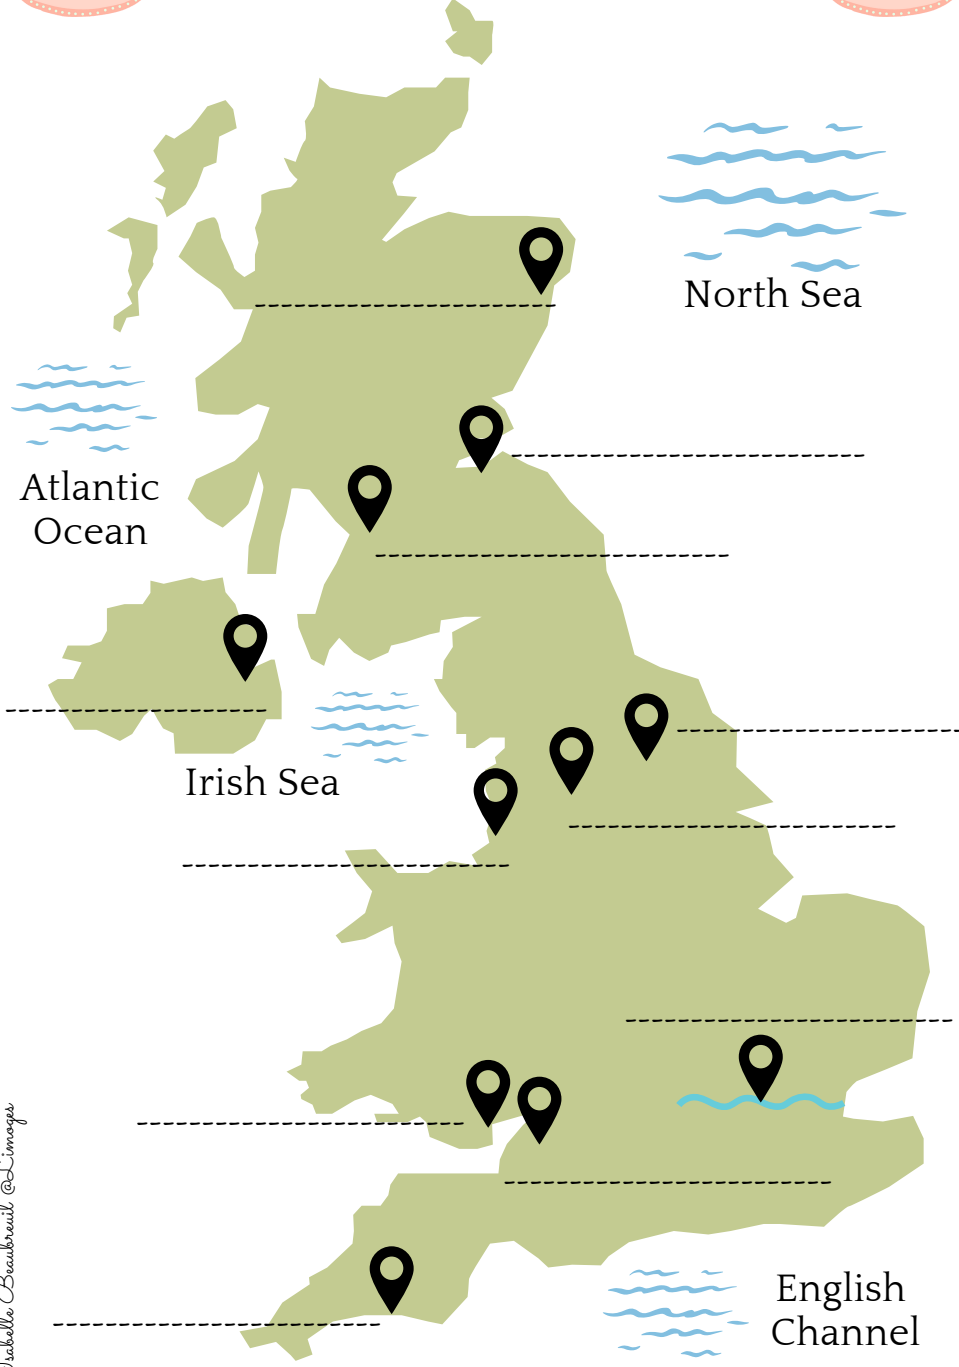 North Sea
Atlantic
Ocean
Irish Sea
English
Channel
Isabelle Beaubreuil @Limoges